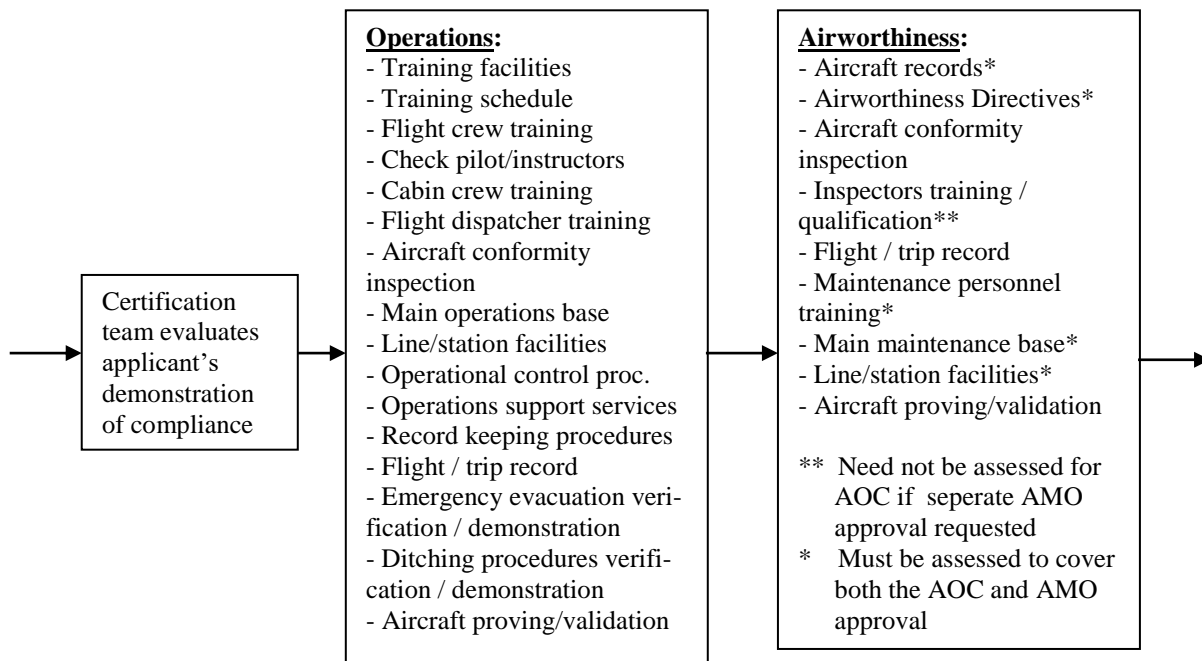 Certification
team evaluates
applicant’s
demonstration
of compliance
Operations:
- Training facilities
- Training schedule
- Flight crew training
- Check pilot/instructors
- Cabin crew training
- Flight dispatcher training
- Aircraft conformity
inspection
- Main operations base
- Line/station facilities
- Operational control proc.
- Operations support services
- Record keeping procedures
- Flight / trip record
- Emergency evacuation veri-
fication / demonstration
- Ditching procedures verifi-
cation / demonstration
- Aircraft proving/validation
Airworthiness:
- Aircraft records*
- Airworthiness Directives*
- Aircraft conformity
inspection
- Inspectors training /
qualification**
- Flight / trip record
- Maintenance personnel
training*
- Main maintenance base*
- Line/station facilities*
- Aircraft proving/validation
** Need not be assessed for
AOC if seperate AMO
approval requested
* Must be assessed to cover
both the AOC and AMO
approval